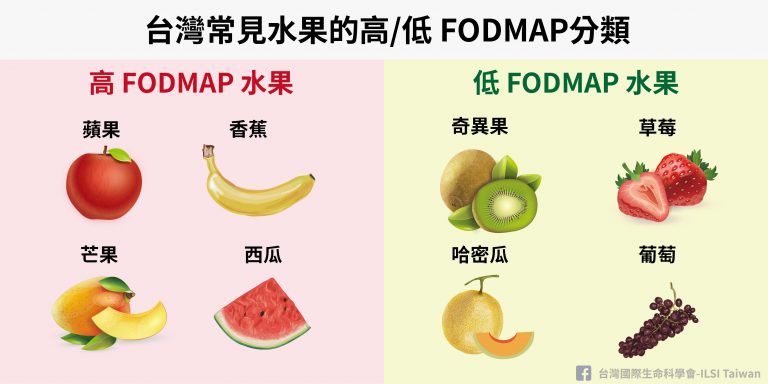 台灣常見水果的高/低 FODMAP分類
高 FODMAP 水果
蘋果
香蕉
芒果
西瓜
低 FODMAP 水果
奇異果
草莓
哈密瓜
葡萄
台灣國際生命科學會-ILSI Taiwan